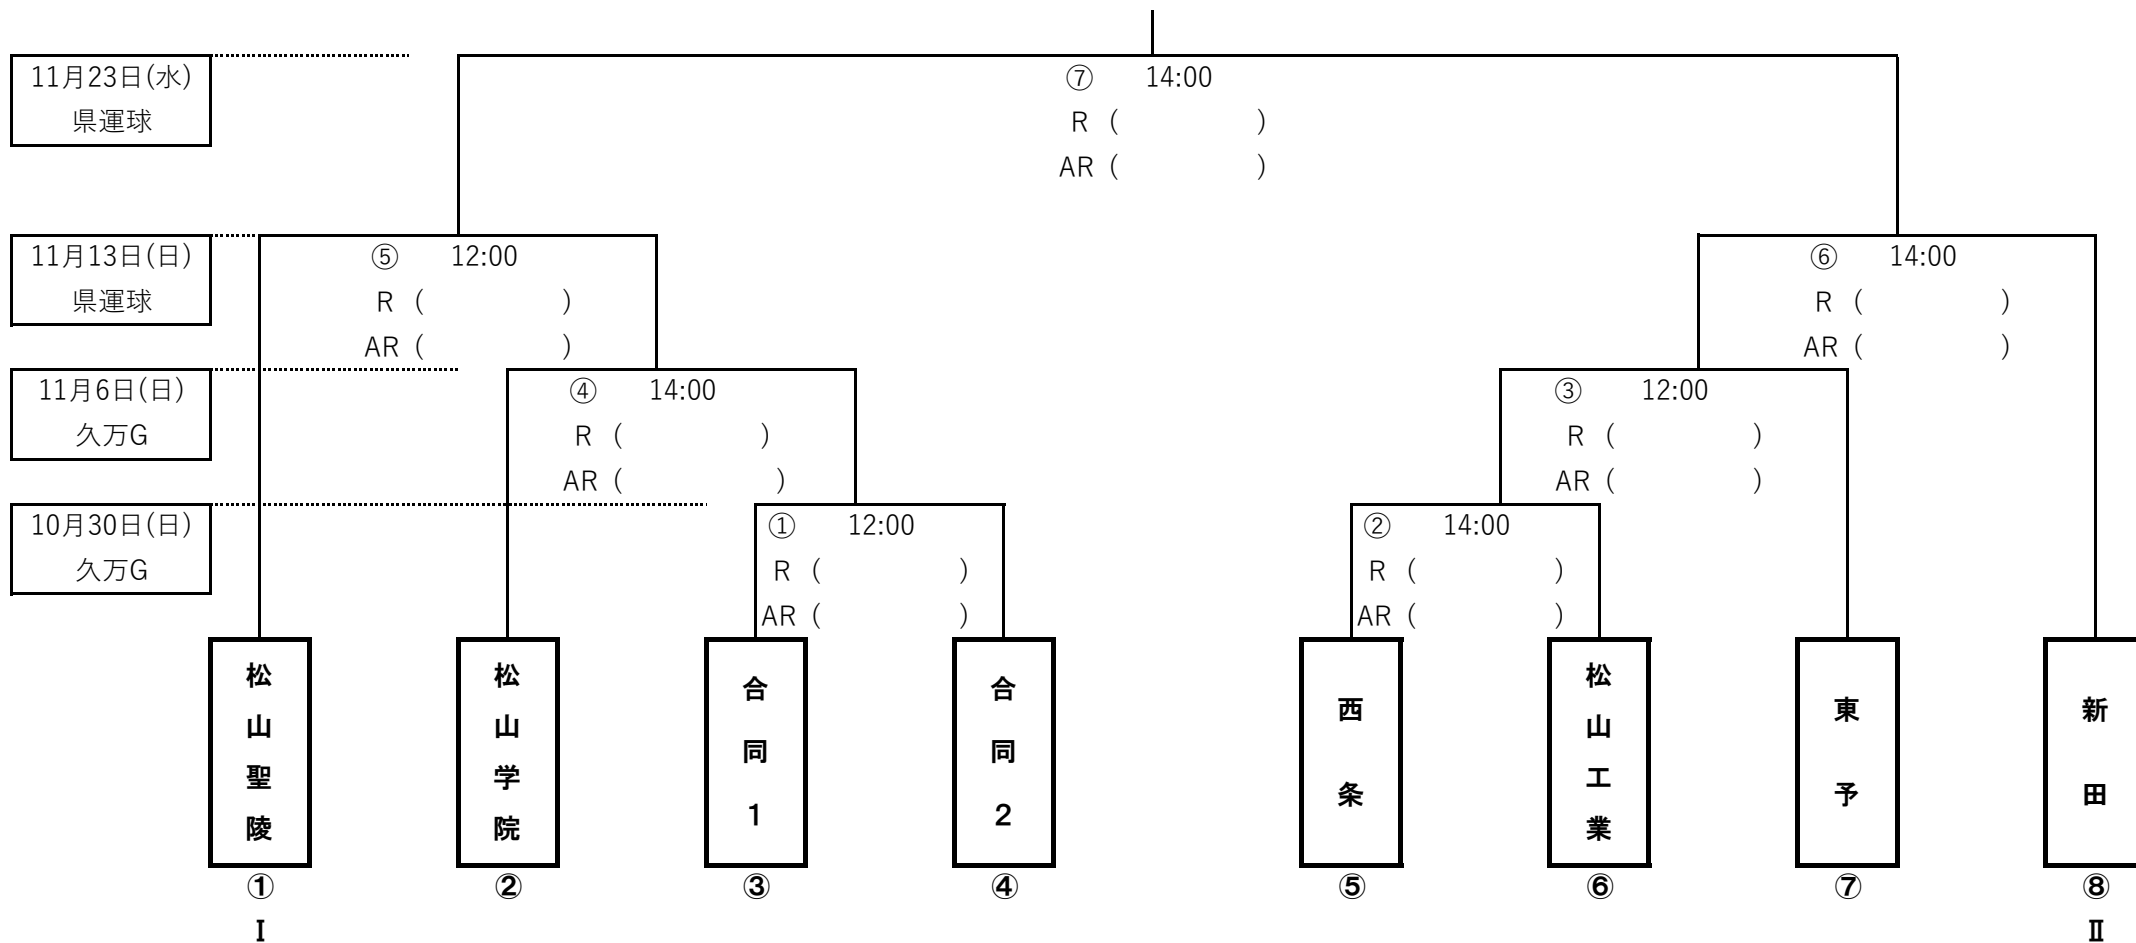 11月23日(水)
県運球
⑦ 14:00
R ( )
AR ( )
11月13日(日)
県運球
⑤ 12:00
R ( )
AR ( )
⑥ 14:00
R ( )
AR ( )
11月6日(日)
久万G
④ 14:00
R ( )
AR ( )
③ 12:00
R ( )
AR ( )
10月30日(日)
久万G
① 12:00
R ( )
AR ( )
② 14:00
R ( )
AR ( )
松山聖陵
松山学院
合同1
合同2
西条
松山工業
東予
新田
① ② ③ ④ ⑤ ⑥ ⑦ ⑧
Ⅰ Ⅱ